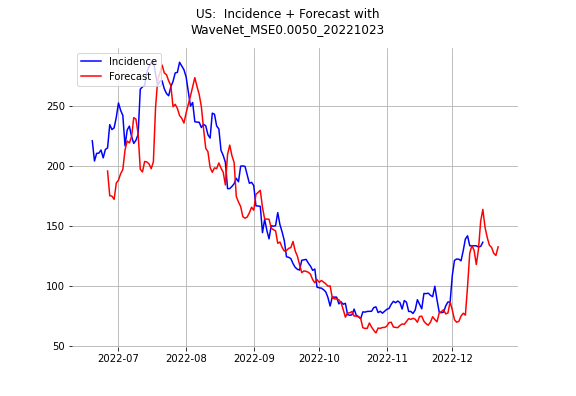 US:  Incidence + Forecast with
WaveNet_MSE0.0050_20221023
Incidence
Forecast
250
200
150
100
50
2022-07 2022-08 2022-09 2022-10 2022-11 2022-12